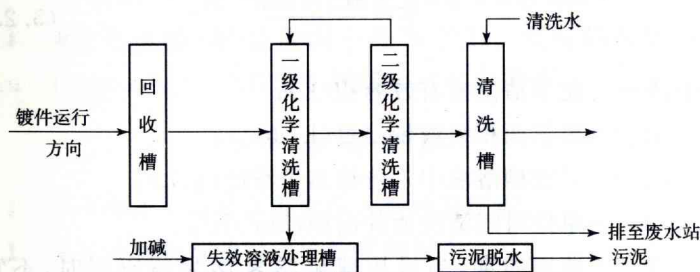 (3. 2.
清洗水
镀件运行
方向
回收槽
一级化学清洗槽
二级化学清洗槽
清洗槽
排至废水站
加碱
失效溶液处理槽
污泥脱水
污泥